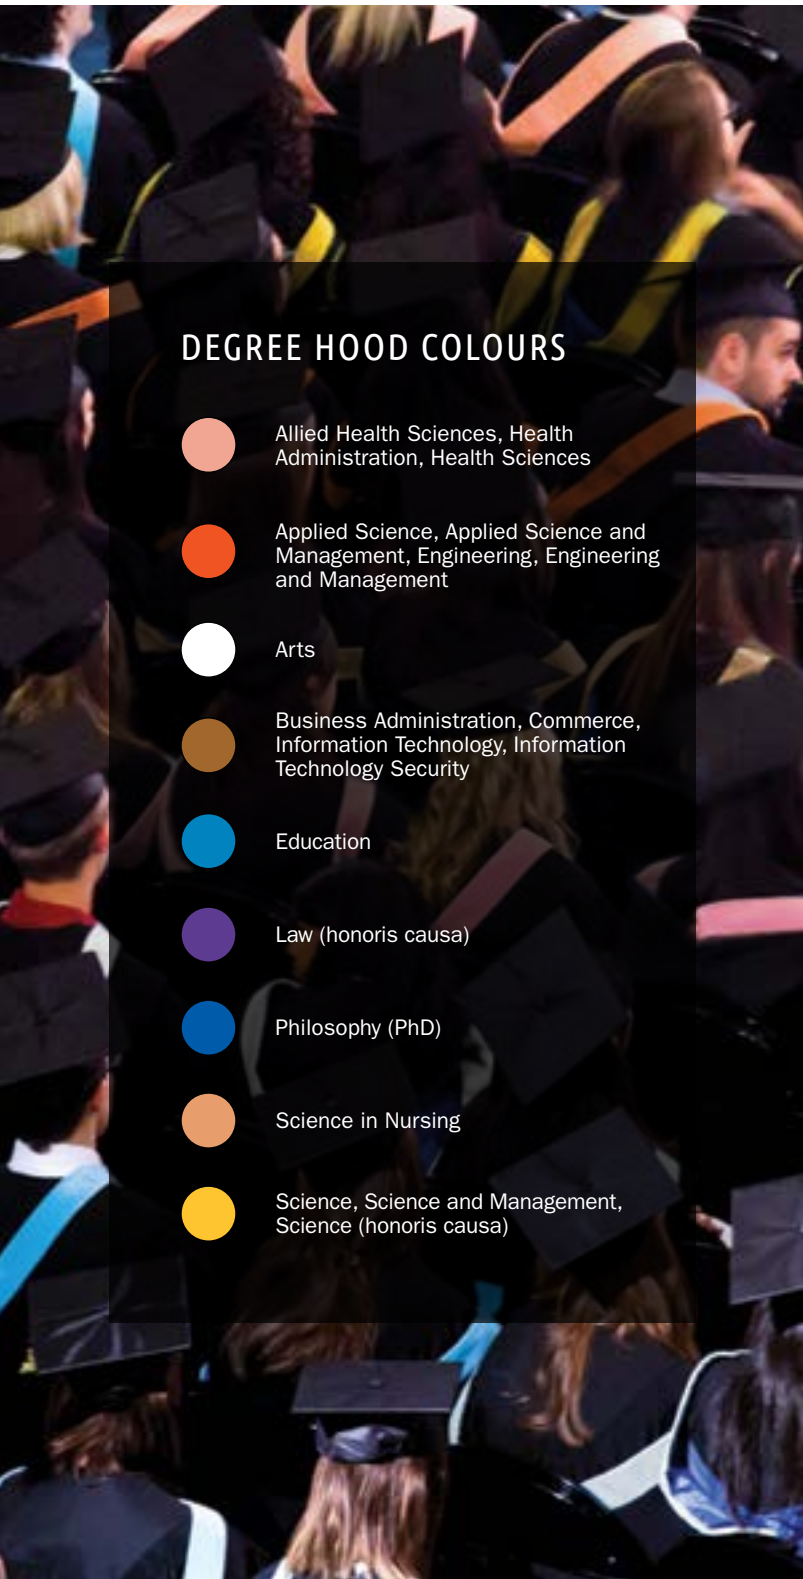 DEGREE HOOD COLOURS
Allied Health Sciences, Health
Administration, Health Sciences
Applied Science, Applied Science and
Management, Engineering, Engineering
and Management
Arts
Business Administration, Commerce,
Information Technology, Information
Technology Security
Education
Law (honoris causa)
Philosophy (PhD)
Science in Nursing
Science, Science and Management,
Science (honoris causa)